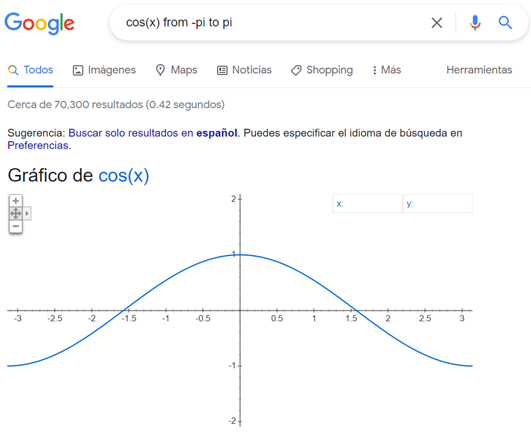 Google
cos(x) from -pi to pi
Todos Imágenes Maps Noticias Shopping Más Herramientas
Cerca de 70,300 resultados (0.42 segundos)
Sugerencia: Buscar solo resultados en español. Puedes especificar el idioma de búsqueda en
Preferencias.
Gráfico de cos(x)
x: y:
2
1
-3 -2.5 -2 -1.5 -1 -0.5 0.5 1 1.5 2 2.5 3
-1
-2